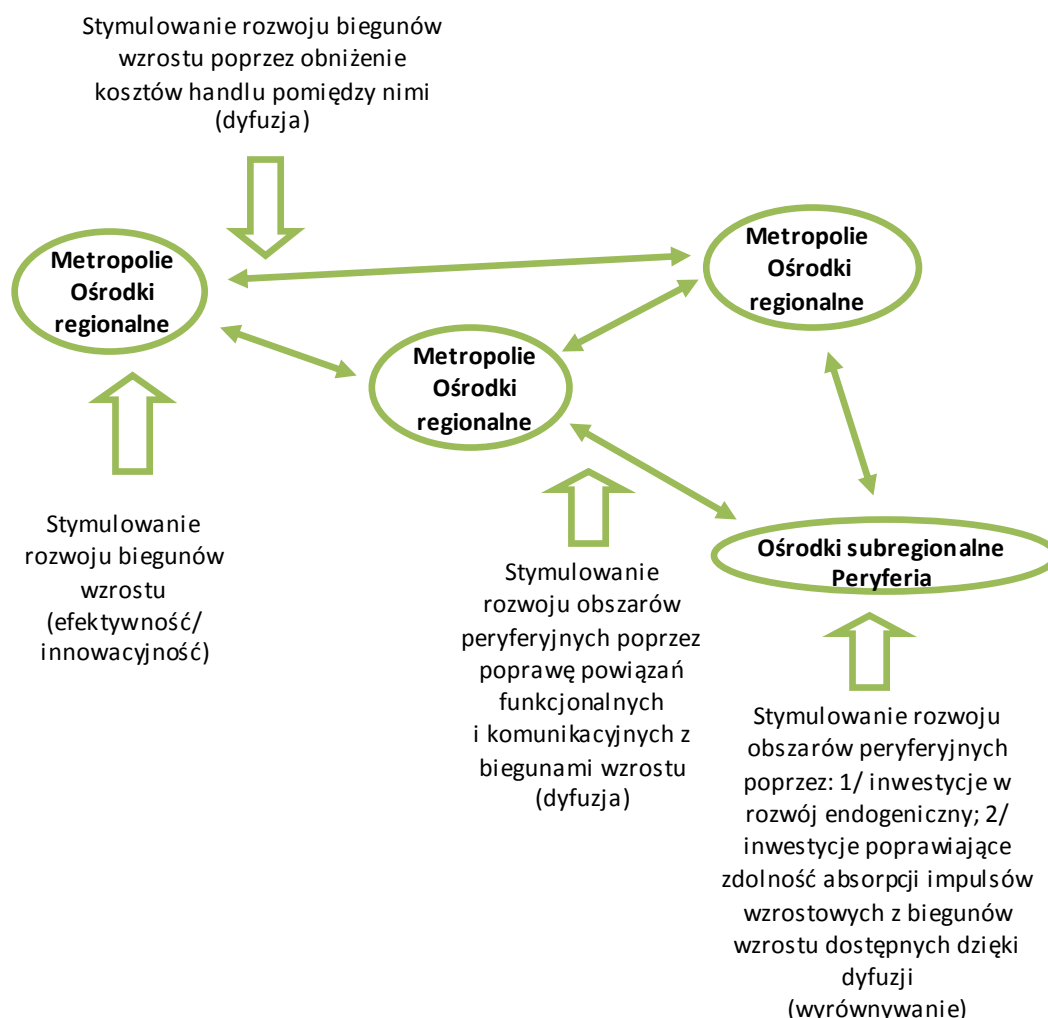 Stymulowanie rozwoju biegunów
wzrostu poprzez obniżenie
kosztów handlu pomiędzy nimi
(dyfuzja)
Metropolie
Ośrodki
regionalne
Metropolie
Ośrodki
regionalne
Metropolie
Ośrodki
regionalne
Ośrodki subregionalne
Peryferia
Stymulowanie
rozwoju biegunów
wzrostu
(efektywność/
innowacyjność)
Stymulowanie
rozwoju obszarów
peryferyjnych poprzez
poprawę powiązań
funkcjonalnych
i komunikacyjnych z
biegunami wzrostu
(dyfuzja)
Stymulowanie rozwoju
obszarów peryferyjnych
poprzez: 1/ inwestycje w
rozwój endogeniczny; 2/
inwestycje poprawiające
zdolność absorpcji impulsów
wzrostowych z biegunów
wzrostu dostępnych dzięki
dyfuzji
(wyrównywanie)